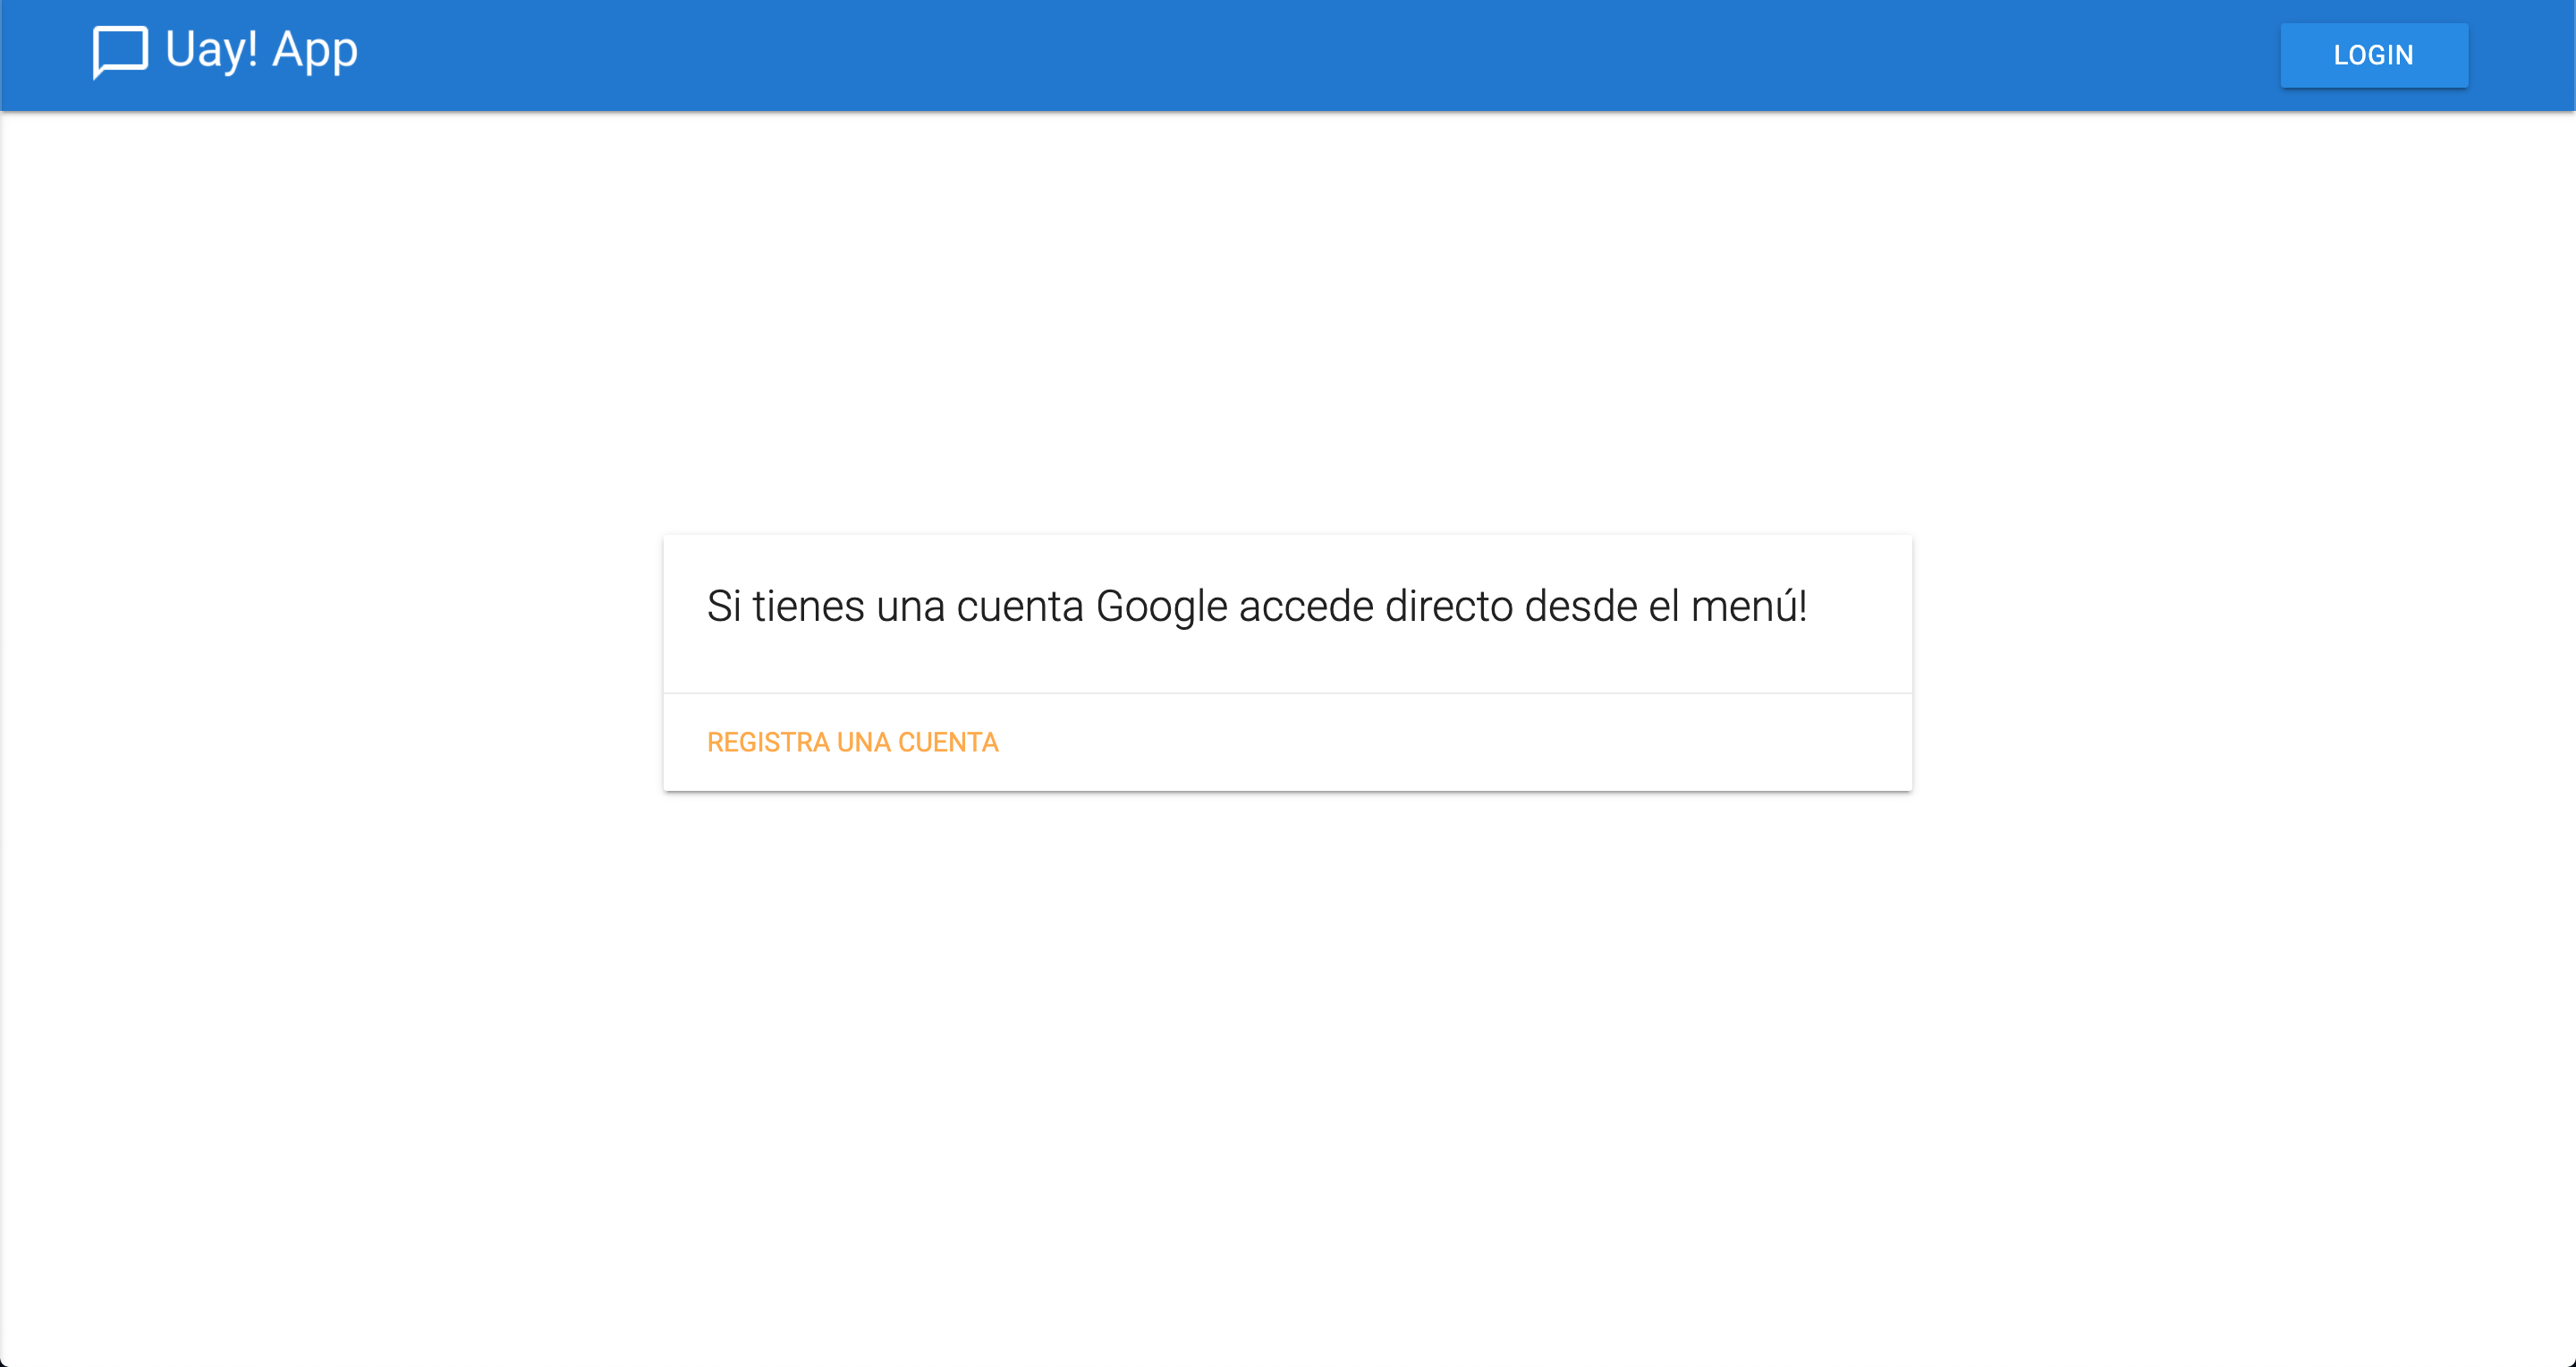 Uay! App
LOGIN
Si tienes una cuenta Google accede directo desde el menú!
REGISTRA UNA CUENTA